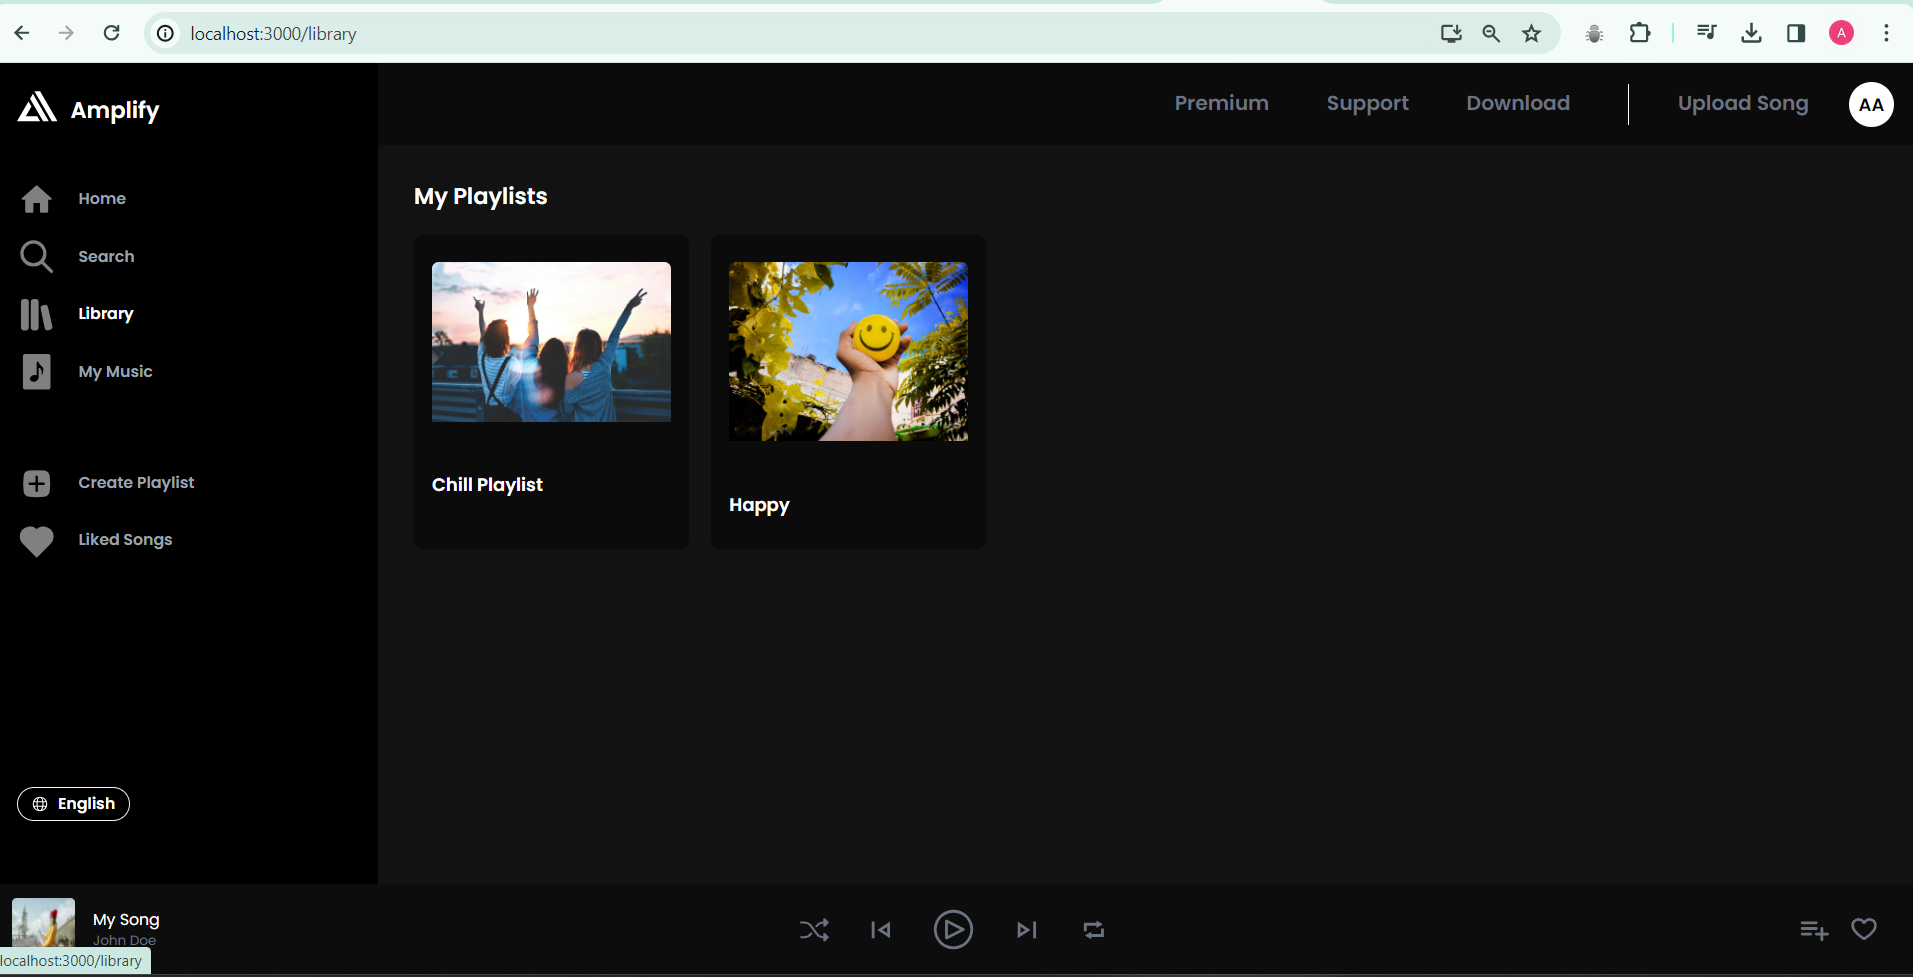 localhost:3000/library
A
Amplify
Premium
Support
Download
Upload Song
AA
Home
Search
Library
My Music
Create Playlist
Liked Songs
English
My Playlists
Chill Playlist
Happy
My Song
John Doe
localhost:3000/library